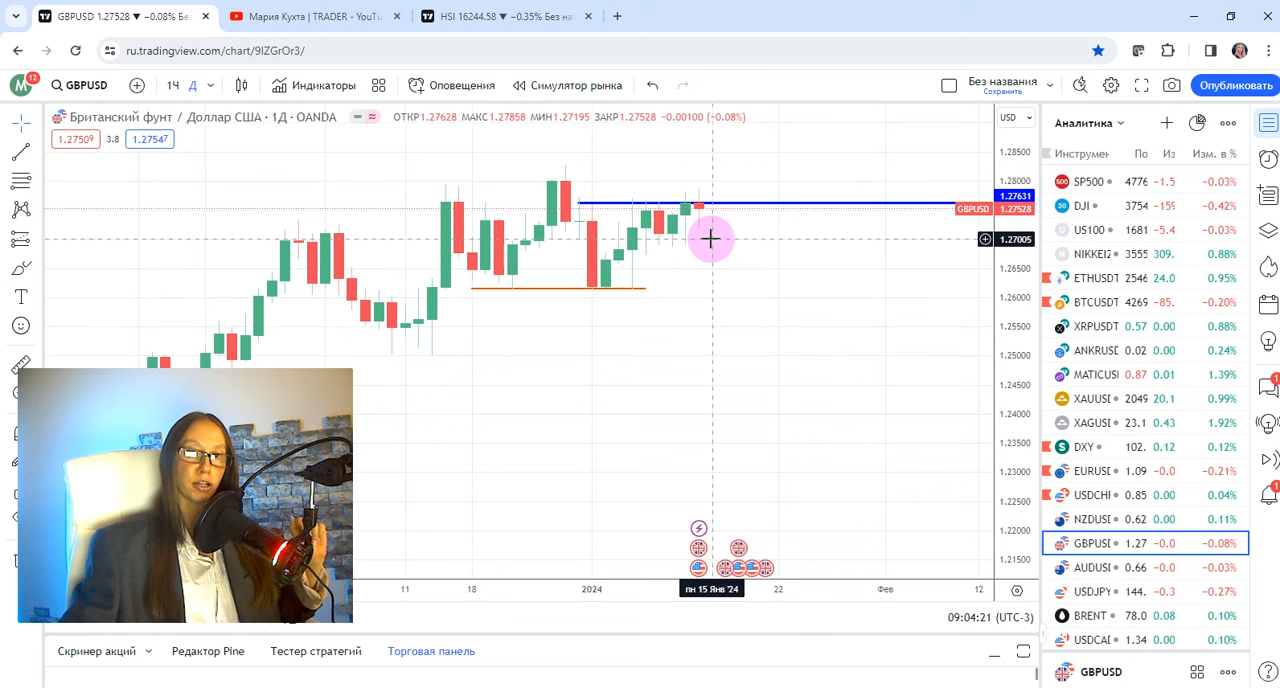 GBPUSD 1.27528 ▼ −0.08% Без
Мария Кухта | TRADER - YouTu
HSI 16244.58 ▼ −0.35% Без на
ru.tradingview.com/chart/9IZGrOr3/
M 12
GBPUSD
1Ч Д
Индикаторы
Оповещения
Симулятор рынка
Без названия
Сохранить
Опубликовать
Британский фунт / Доллар США · 1Д · OANDA
ОТКР1.27628 МАКС1.27858 МИН1.27195 ЗАКР1.27528 −0.00100 (−0.08%)
1.27509 3.8 1.27547
USD
1.28500
1.28000
1.27631
GBPUSD 1.27528
1.27005
1.26500
1.26000
1.25500
1.25000
1.24500
1.24000
1.23500
1.23000
1.22500
1.22000
1.21500
11 18 2024 пн 15 Янв '24 22 Фев 12
09:04:21 (UTC-3)
Скринер акций Редактор Pine Тестер стратегий Торговая панель
Аналитика
Инструмен По Из Изм. в %
SP500 4776 −1.5 −0.03%
DJI 3754 −159 −0.42%
US100 1681 −5.4 −0.03%
NIKKEI2 3555 309. 0.88%
ETHUSDT 2546 24.0 0.95%
BTCUSDT 4269 −85. −0.20%
XRPUSDT 0.57 0.00 0.88%
ANKRUSD 0.02 0.00 0.24%
MATICUS 0.87 0.01 1.39%
XAUUSD 2049 20.1 0.99%
XAGUSD 23.1 0.43 1.92%
DXY 102. 0.12 0.12%
EURUSD 1.09 −0.0 −0.21%
USDCHF 0.85 0.00 0.04%
NZDUSD 0.62 0.00 0.11%
GBPUSD 1.27 −0.0 −0.08%
AUDUSD 0.66 −0.0 −0.03%
USDJPY 144. −0. −0.27%
BRENT 78.0 0.08 0.10%
USDCAD 1.34 0.00 0.10%
GBPUSD